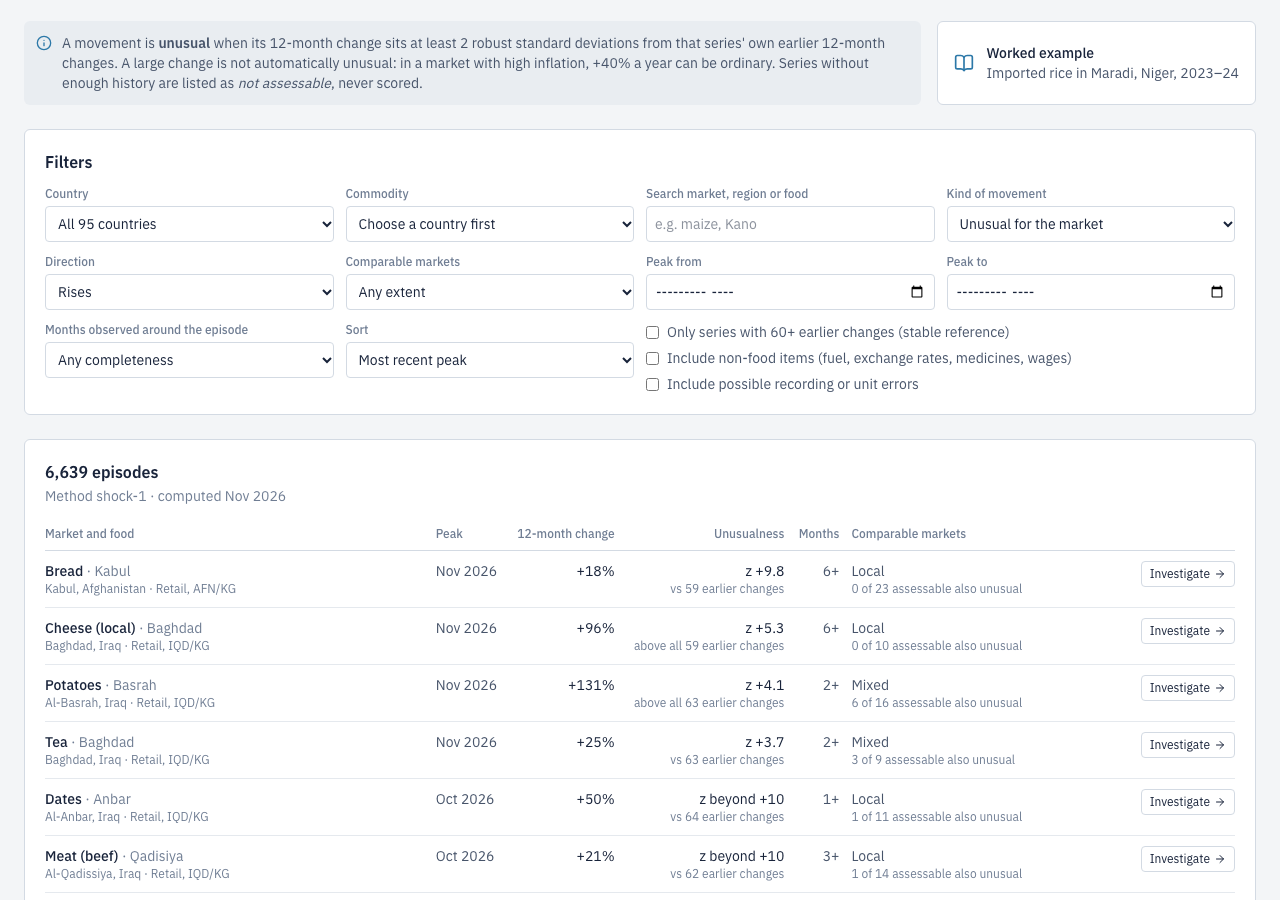 A movement is unusual when its 12-month change sits at least 2 robust standard deviations from that series' own earlier 12-month
changes. A large change is not automatically unusual: in a market with high inflation, +40% a year can be ordinary. Series without
enough history are listed as not assessable, never scored.
Worked example
Imported rice in Maradi, Niger, 2023–24
Filters
Country
Commodity
Search market, region or food
Kind of movement
All 95 countries
Choose a country first
e.g. maize, Kano
Unusual for the market
Direction
Comparable markets
Peak from
Peak to
Rises
Any extent
--------- ----
--------- ----
Months observed around the episode
Sort
Any completeness
Most recent peak
Only series with 60+ earlier changes (stable reference)
Include non-food items (fuel, exchange rates, medicines, wages)
Include possible recording or unit errors
6,639 episodes
Method shock-1 · computed Nov 2026
Market and food Peak 12-month change Unusualness Months Comparable markets
Bread · Kabul Nov 2026 +18% z +9.8 6+ Local Investigate →
Kabul, Afghanistan · Retail, AFN/KG vs 59 earlier changes 0 of 23 assessable also unusual
Cheese (local) · Baghdad Nov 2026 +96% z +5.3 6+ Local Investigate →
Baghdad, Iraq · Retail, IQD/KG above all 59 earlier changes 0 of 10 assessable also unusual
Potatoes · Basrah Nov 2026 +131% z +4.1 2+ Mixed Investigate →
Al-Basrah, Iraq · Retail, IQD/KG above all 63 earlier changes 6 of 16 assessable also unusual
Tea · Baghdad Nov 2026 +25% z +3.7 2+ Mixed Investigate →
Baghdad, Iraq · Retail, IQD/KG vs 63 earlier changes 3 of 9 assessable also unusual
Dates · Anbar Oct 2026 +50% z beyond +10 1+ Local Investigate →
Al-Anbar, Iraq · Retail, IQD/KG vs 64 earlier changes 1 of 11 assessable also unusual
Meat (beef) · Qadisiya Oct 2026 +21% z beyond +10 3+ Local Investigate →
Al-Qadissiya, Iraq · Retail, IQD/KG vs 62 earlier changes 1 of 14 assessable also unusual